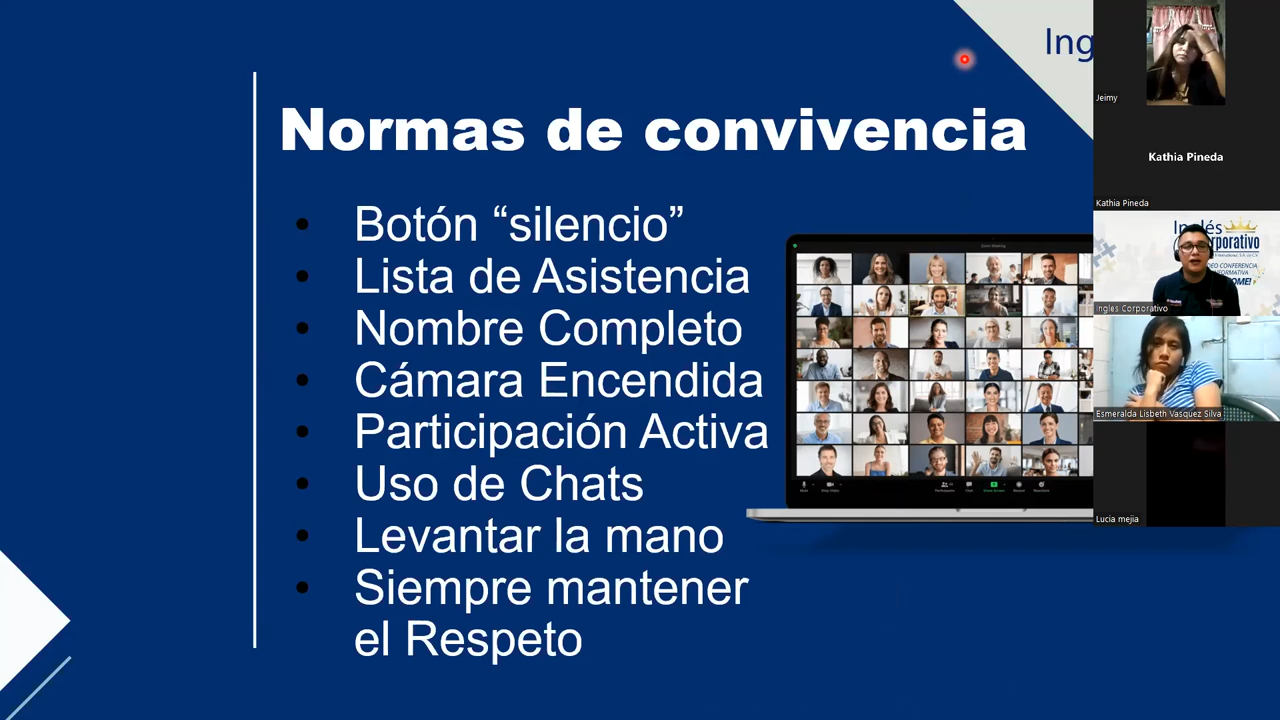 Ing
Normas de convivencia
• Botón “silencio”
• Lista de Asistencia
• Nombre Completo
• Cámara Encendida
• Participación Activa
• Uso de Chats
• Levantar la mano
• Siempre mantener
el Respeto
Jeimy
Kathia Pineda
Kathia Pineda
Inglés
Corporativo
Ingles Corporativo
Esmeralda Lisbeth Vasquez Silva
Lucia mejia